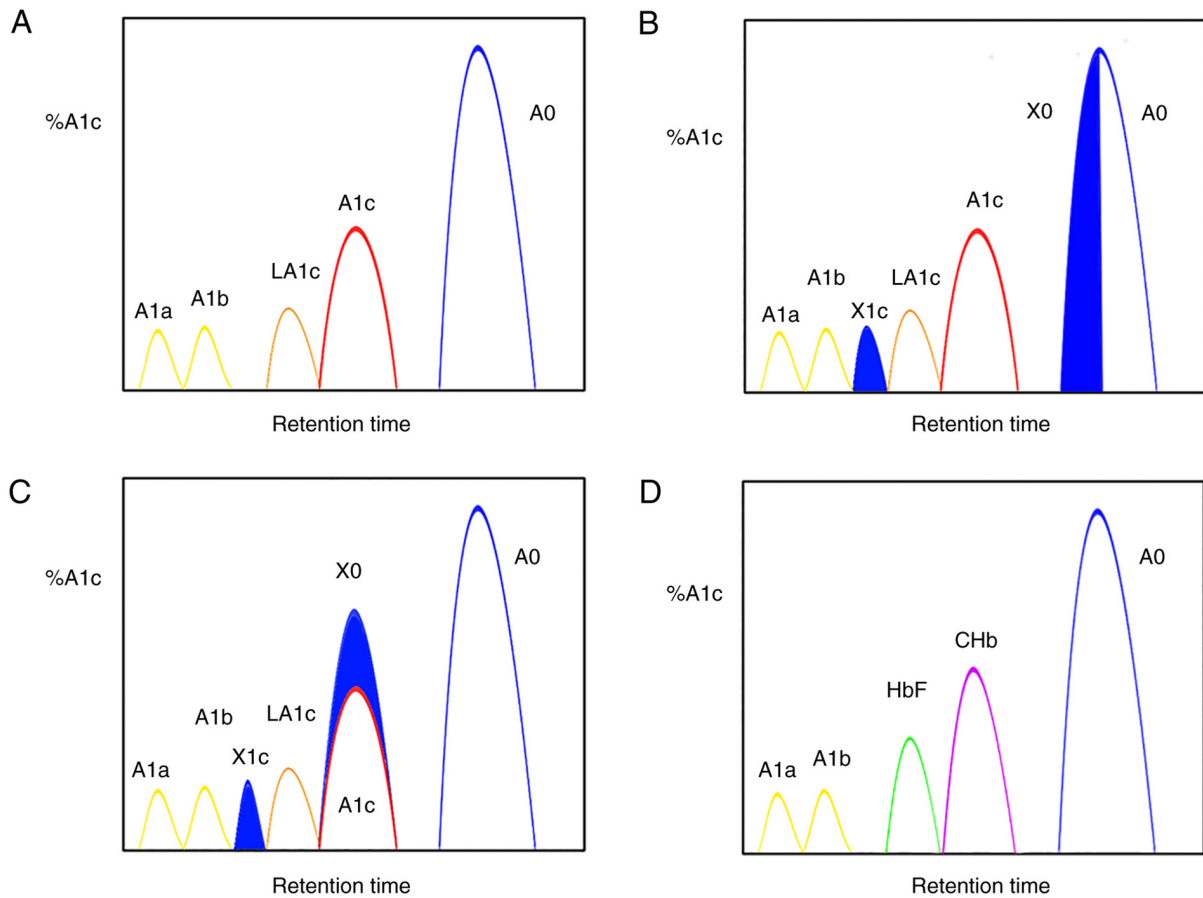 A
%A1c
A1a
A1b
LA1c
A1c
A0
Retention time
B
%A1c
A1a
A1b
X1c
LA1c
A1c
X0
A0
Retention time
C
%A1c
A1a
A1b
X1c
LA1c
X0
A1c
A0
Retention time
D
%A1c
A1a
A1b
HbF
CHb
A0
Retention time